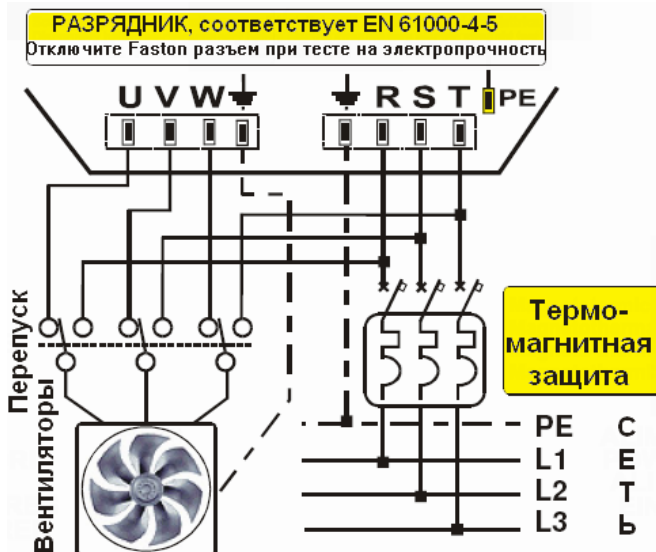 РАЗРЯДНИК, соответствует EN 61000-4-5
Отключите Faston разъем при тесте на электропрочность
U V W R S T PE
Перепуск
Термо-
магнитная
защита
Вентиляторы
PE С
L1 Е
L2 Т
L3 Ь